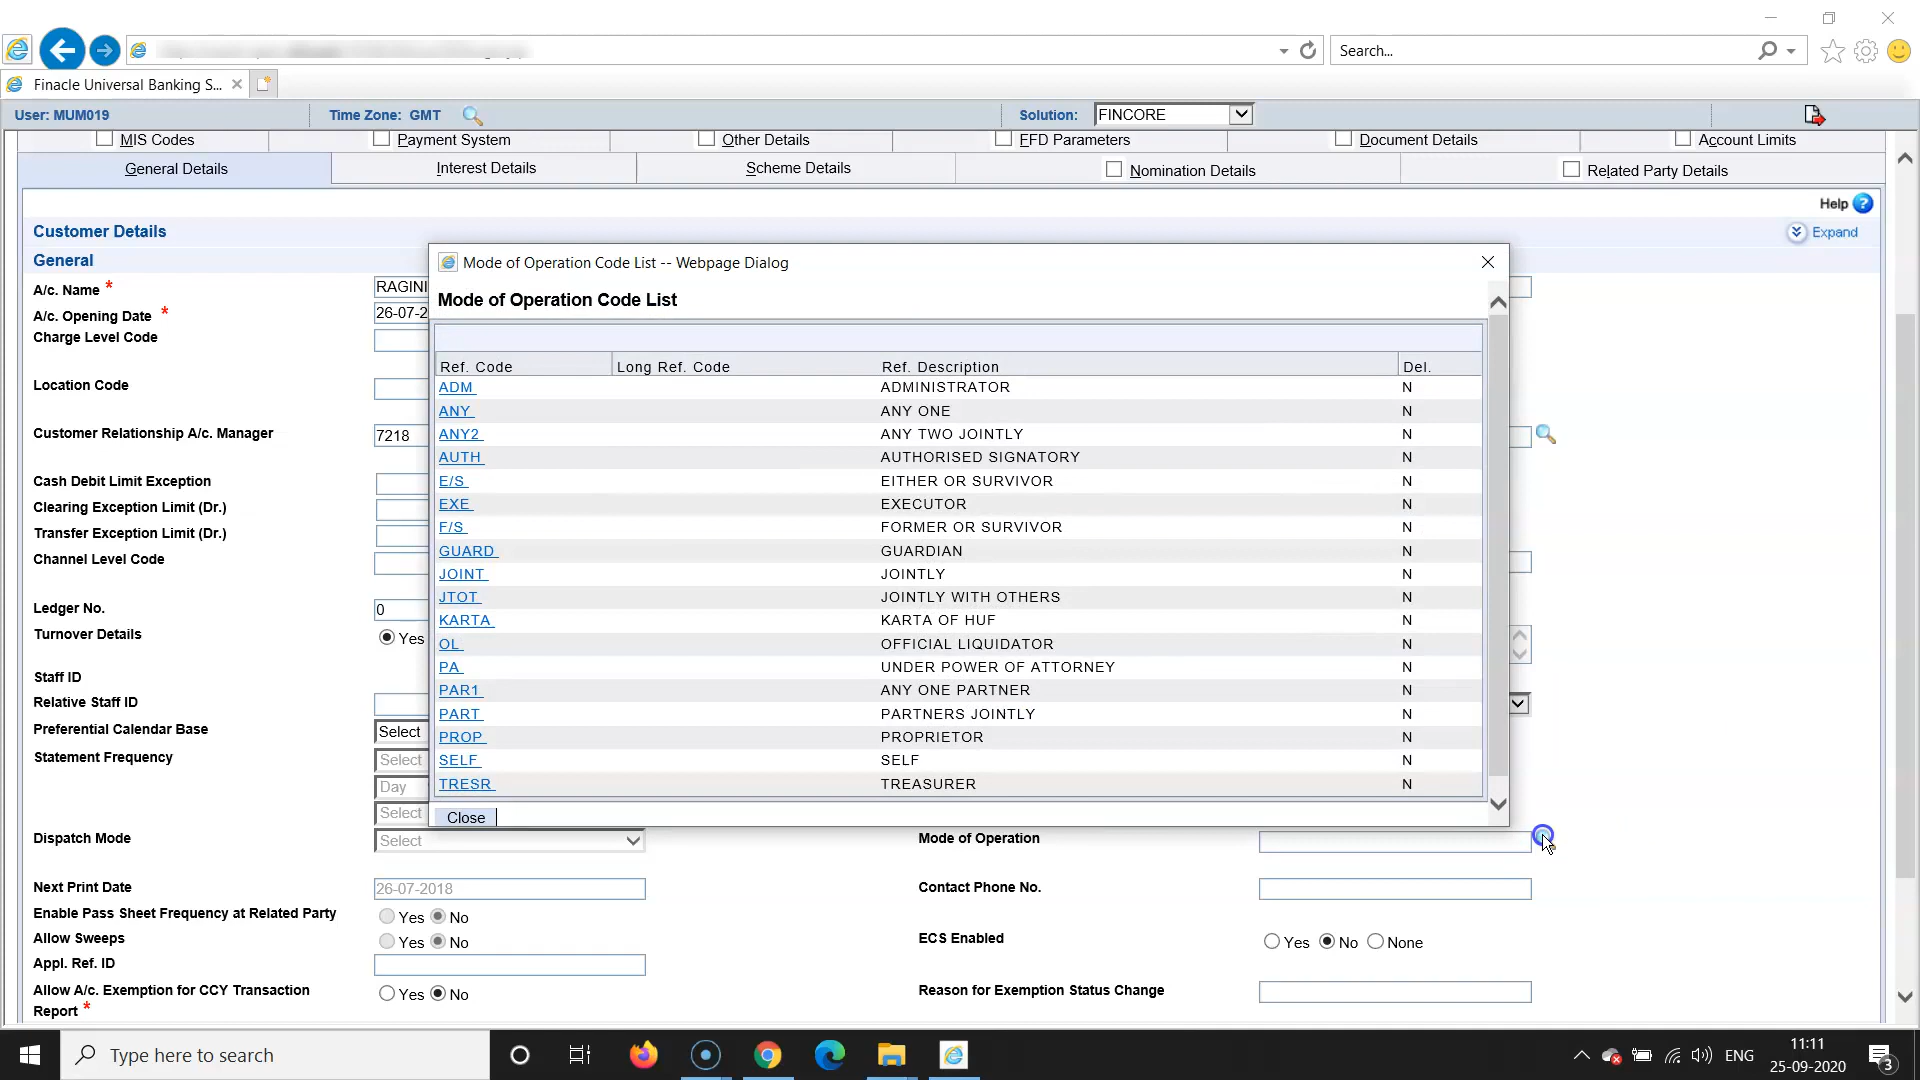 Search...
Finacle Universal Banking S...
User: MUM019
Time Zone: GMT
Solution:
FINCORE
MIS Codes
Payment System
Other Details
FFD Parameters
Document Details
Account Limits
General Details
Interest Details
Scheme Details
Nomination Details
Related Party Details
Help ?
Customer Details
Expand
General
A/c. Name *
RAGINI
A/c. Opening Date *
26-07-2
Charge Level Code
Location Code
Customer Relationship A/c. Manager
7218
Cash Debit Limit Exception
Clearing Exception Limit (Dr.)
Transfer Exception Limit (Dr.)
Channel Level Code
Ledger No.
0
Turnover Details
Yes
Staff ID
Relative Staff ID
Preferential Calendar Base
Select
Statement Frequency
Select
Day
Select
Mode of Operation Code List -- Webpage Dialog
Mode of Operation Code List
Ref. Code Long Ref. Code Ref. Description Del.
ADM ADMINISTRATOR N
ANY ANY ONE N
ANY2 ANY TWO JOINTLY N
AUTH AUTHORISED SIGNATORY N
E/S EITHER OR SURVIVOR N
EXE EXECUTOR N
F/S FORMER OR SURVIVOR N
GUARD GUARDIAN N
JOINT JOINTLY N
JTOT JOINTLY WITH OTHERS N
KARTA KARTA OF HUF N
OL OFFICIAL LIQUIDATOR N
PA UNDER POWER OF ATTORNEY N
PAR1 ANY ONE PARTNER N
PART PARTNERS JOINTLY N
PROP PROPRIETOR N
SELF SELF N
TRESR TREASURER N
Close
Dispatch Mode
Select
Mode of Operation
Next Print Date
26-07-2018
Contact Phone No.
Enable Pass Sheet Frequency at Related Party
Yes No
Allow Sweeps
Yes No
ECS Enabled
Yes No None
Appl. Ref. ID
Allow A/c. Exemption for CCY Transaction
Report *
Yes No
Reason for Exemption Status Change
Type here to search
ENG
11:11
25-09-2020
3